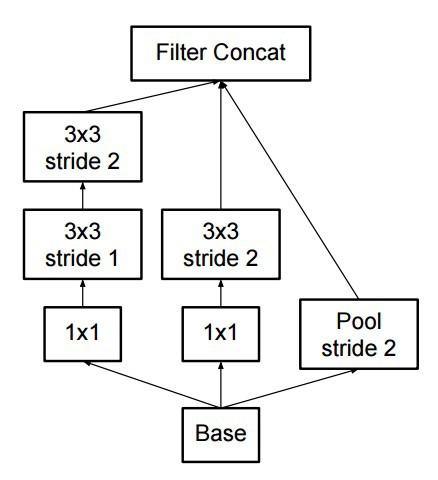 Filter Concat
3x3
stride 2
3x3
stride 1
3x3
stride 2
1x1
1x1
Pool
stride 2
Base